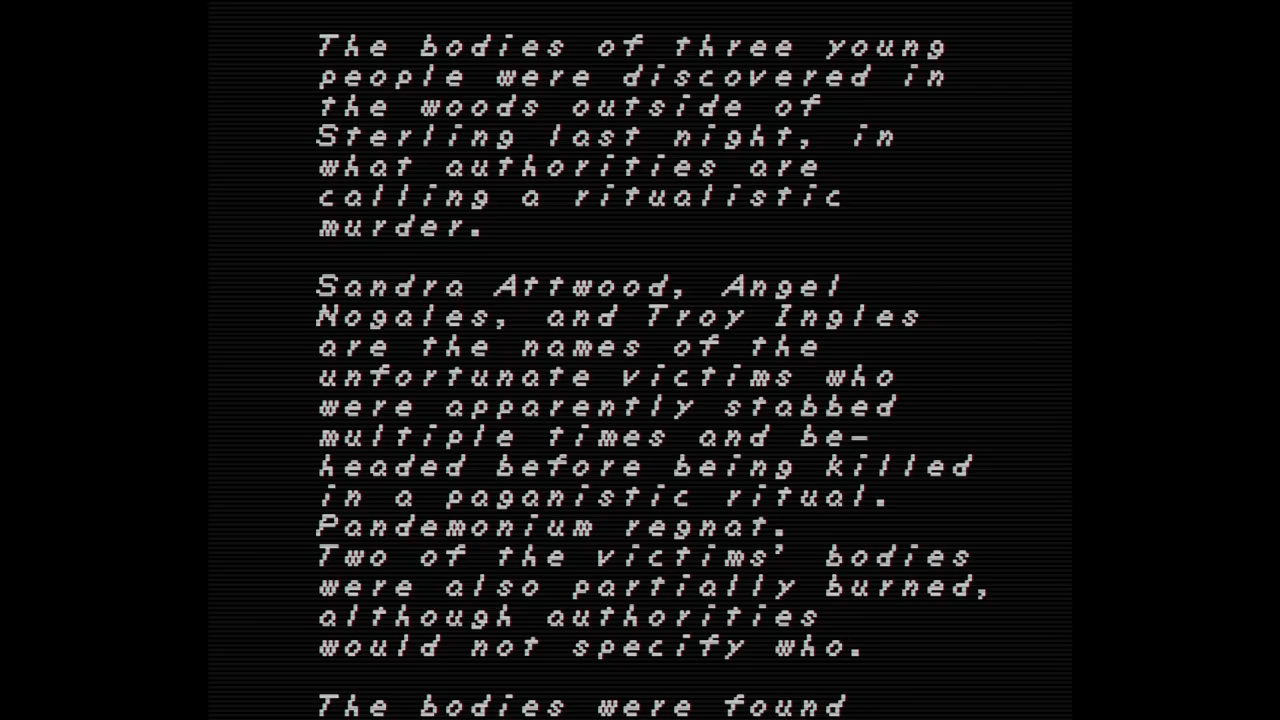 The bodies of three young
people were discovered in
the woods outside of
Sterling last night, in
what authorities are
calling a ritualistic
murder.
Sandra Attwood, Angel
Nogales, and Troy Ingles
are the names of the
unfortunate victims who
were apparently stabbed
multiple times and be-
headed before being killed
in a paganistic ritual.
Pandemonium regnat.
Two of the victims' bodies
were also partially burned,
although authorities
would not specify who.
The bodies were found